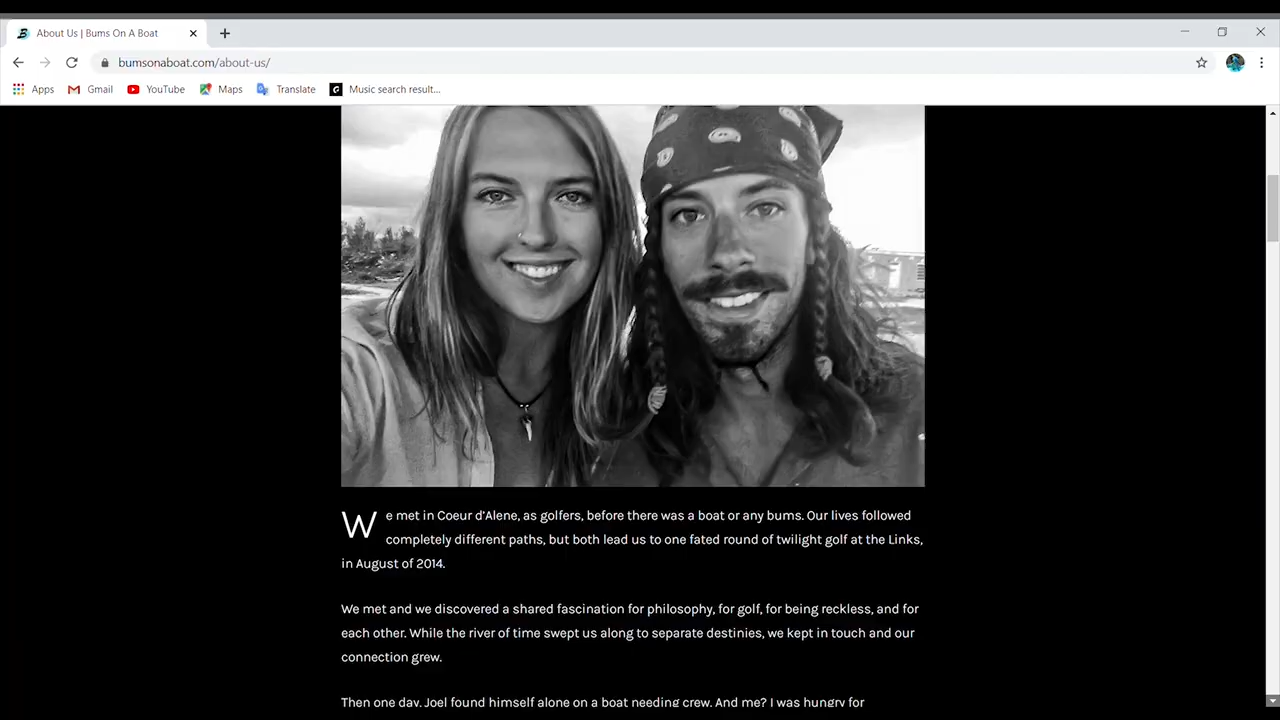 About Us | Bums On A Boat
bumsonaboat.com/about-us/
Apps Gmail YouTube Maps Translate Music search result...
We met in Coeur d'Alene, as golfers, before there was a boat or any bums. Our lives followed
completely different paths, but both lead us to one fated round of twilight golf at the Links,
in August of 2014.
We met and we discovered a shared fascination for philosophy, for golf, for being reckless, and for
each other. While the river of time swept us along to separate destinies, we kept in touch and our
connection grew.
Then one day, Joel found himself alone on a boat needing crew. And me? I was hungry for